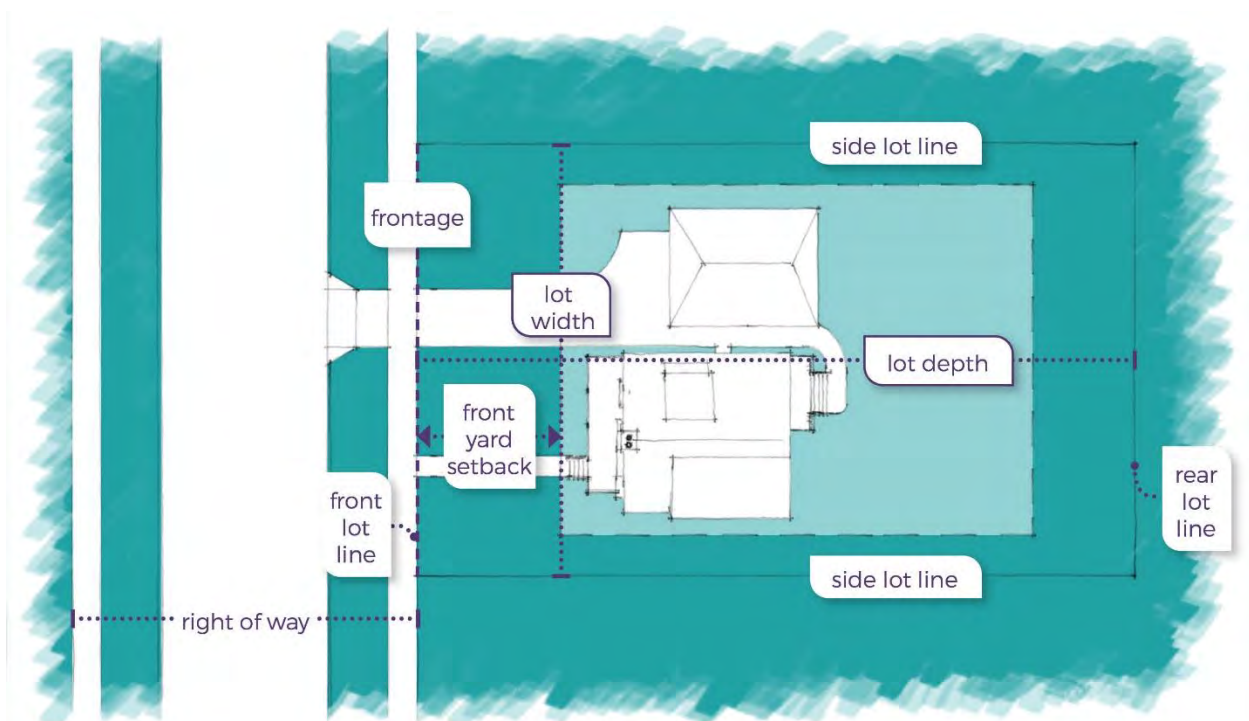 side lot line
frontage
lot
width
lot depth
front
yard
setback
front
lot
line
rear
lot
line
side lot line
right of way